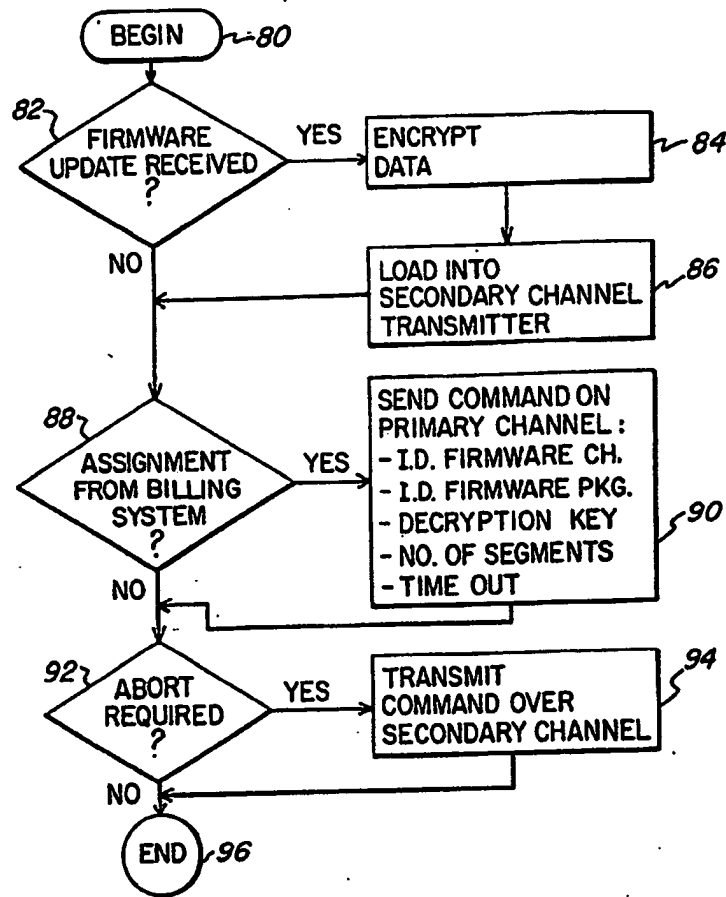 BEGIN
80
82
FIRMWARE
UPDATE RECEIVED
?
YES
ENCRYPT
DATA
84
NO
LOAD INTO
SECONDARY CHANNEL
TRANSMITTER
86
88
ASSIGNMENT
FROM BILLING
SYSTEM
?
YES
SEND COMMAND ON
PRIMARY CHANNEL:
- I.D. FIRMWARE CH.
- I.D. FIRMWARE PKG.
- DECRYPTION KEY
- NO. OF SEGMENTS
- TIME OUT
90
NO
92
ABORT
REQUIRED
?
YES
TRANSMIT
COMMAND OVER
SECONDARY CHANNEL
94
NO
END
96